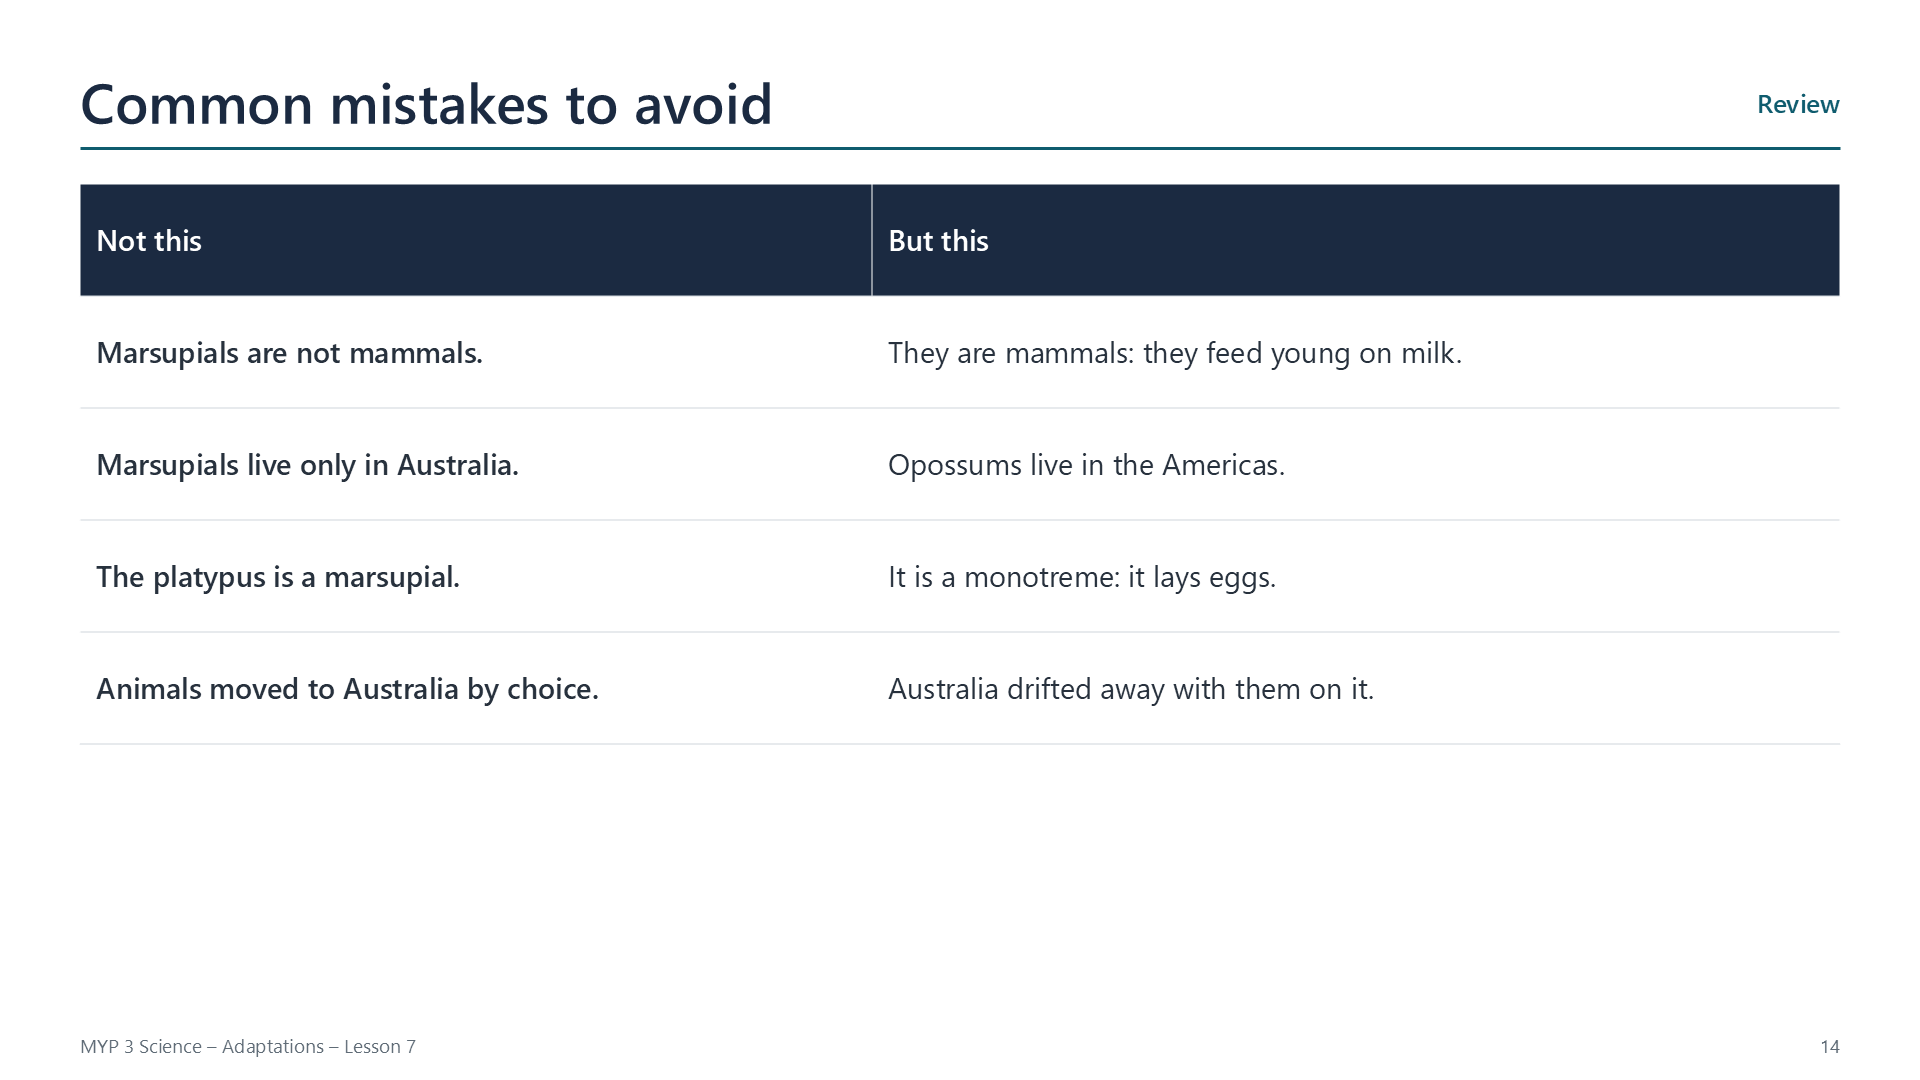 Common mistakes to avoid
Review
Not this
But this
Marsupials are not mammals.
They are mammals: they feed young on milk.
Marsupials live only in Australia.
Opossums live in the Americas.
The platypus is a marsupial.
It is a monotreme: it lays eggs.
Animals moved to Australia by choice.
Australia drifted away with them on it.
MYP 3 Science – Adaptations – Lesson 7
14